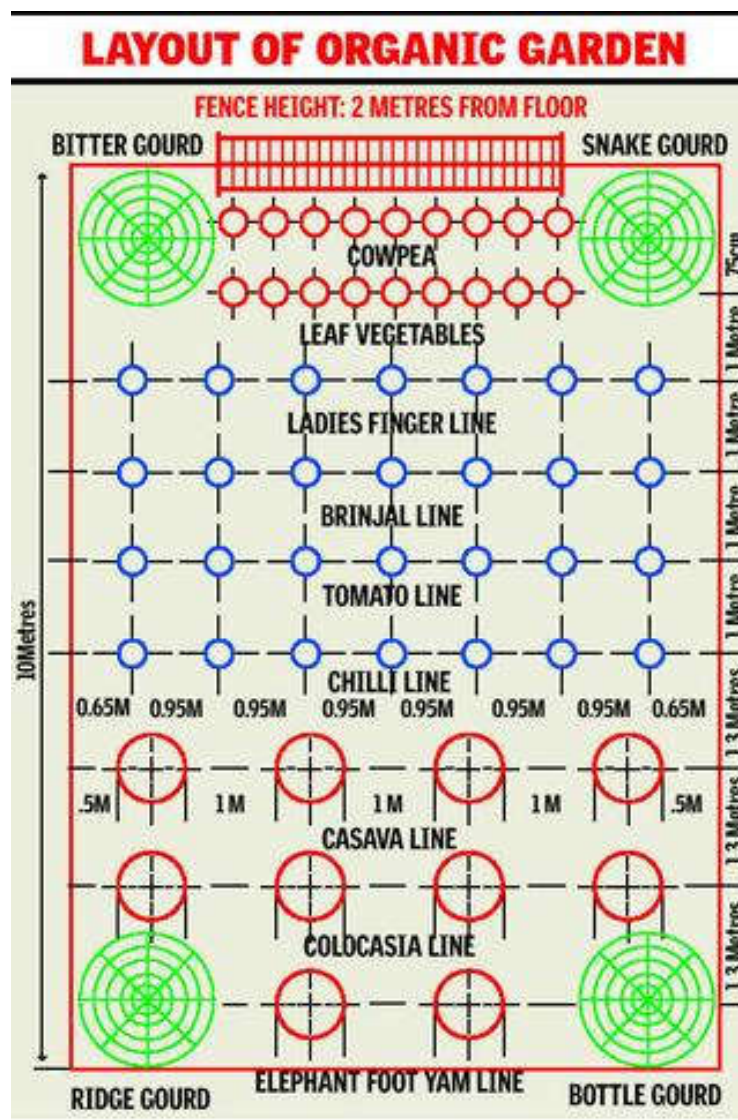 LAYOUT OF ORGANIC GARDEN
FENCE HEIGHT: 2 METRES FROM FLOOR
BITTER GOURD
SNAKE GOURD
COWPEA
75cm
LEAF VEGETABLES
1 Metre
LADIES FINGER LINE
1 Metre
BRINJAL LINE
1 Metre
TOMATO LINE
1 Metre
10Metres
CHILLI LINE
0.65M 0.95M 0.95M 0.95M 0.95M 0.95M 0.95M 0.65M
1.3 Metres
.5M 1 M 1 M 1 M .5M
CASAVA LINE
1.3 Metres
COLOCASIA LINE
1.3 Metres
ELEPHANT FOOT YAM LINE
RIDGE GOURD
BOTTLE GOURD